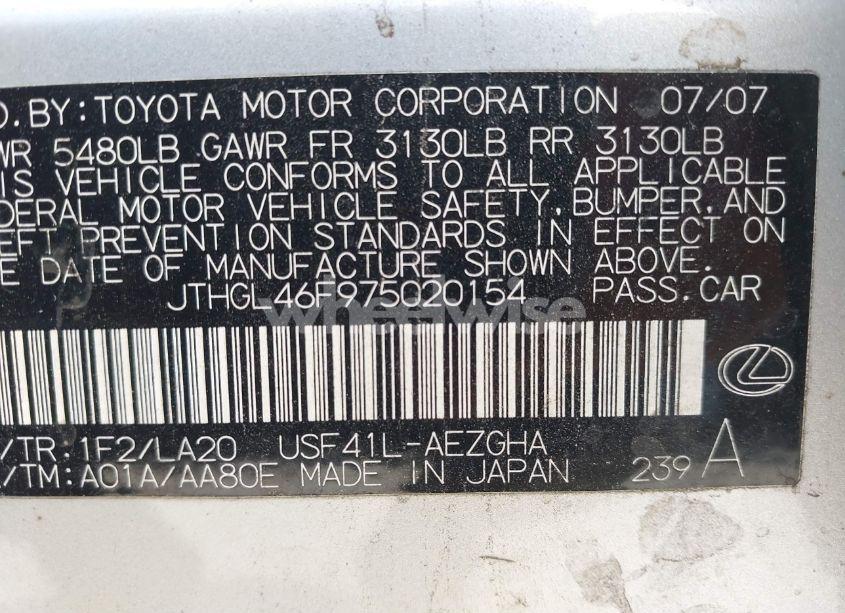 D. BY: TOYOTA MOTOR CORPORATION 07/07
WR 5480LB GAWR FR 3130LB RR 3130LB
IS VEHICLE CONFORMS TO ALL APPLICABLE
DERAL MOTOR VEHICLE SAFETY, BUMPER, AND
EFT PREVENTION STANDARDS IN EFFECT ON
E DATE OF MANUFACTURE SHOWN ABOVE.
JTHGL46F975020154 PASS.CAR
wheelwise
/TR: 1F2/LA20 USF41L-AEZGHA
/TM: A01A/AA80E MADE IN JAPAN 239 A